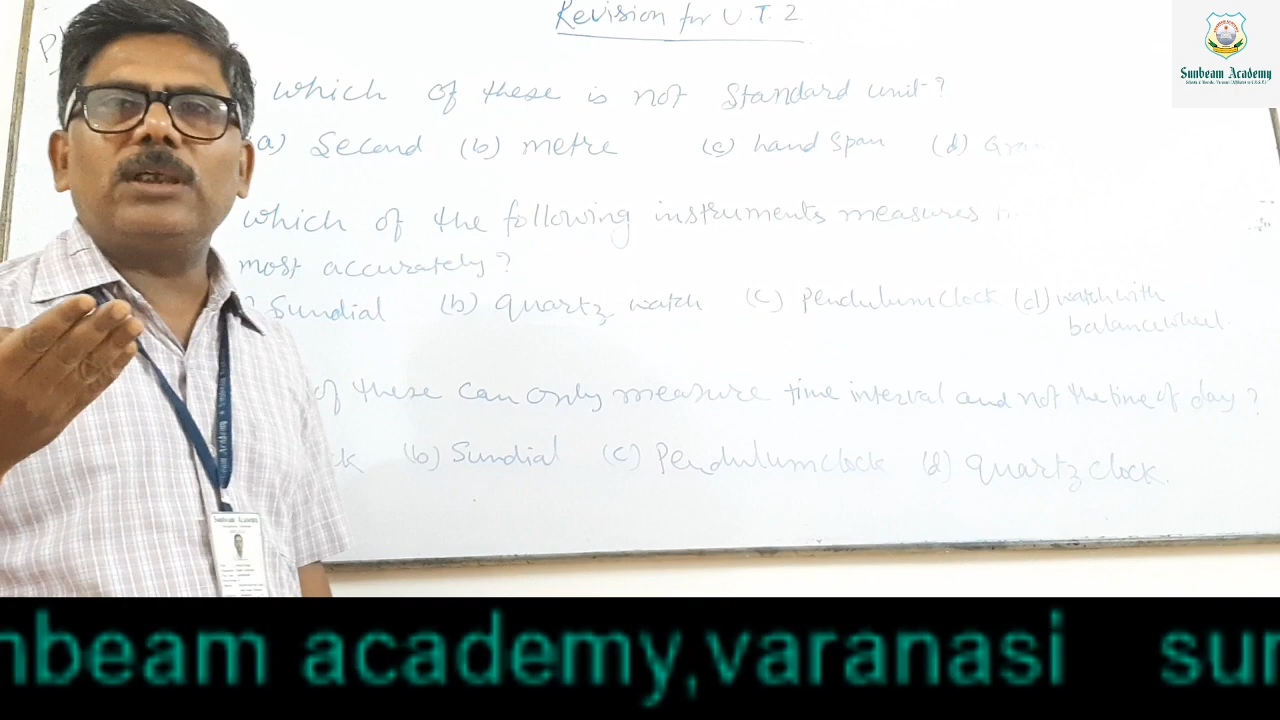 Revision for U.T. 2.
which of these is not standard unit?
a) Second (b) metre (c) hand span (d)
which of the following instruments measures
most accurately?
Sundial (b) quartz watch (c) pendulum clock (d) watch with
balance wheel.
of these can only measure time interval and not the time of day?
(b) Sundial (c) Pendulum clock (d) quartz clock.
Sunbeam Academy
Sunbeam Academy
nbeam academy,varanasi sun